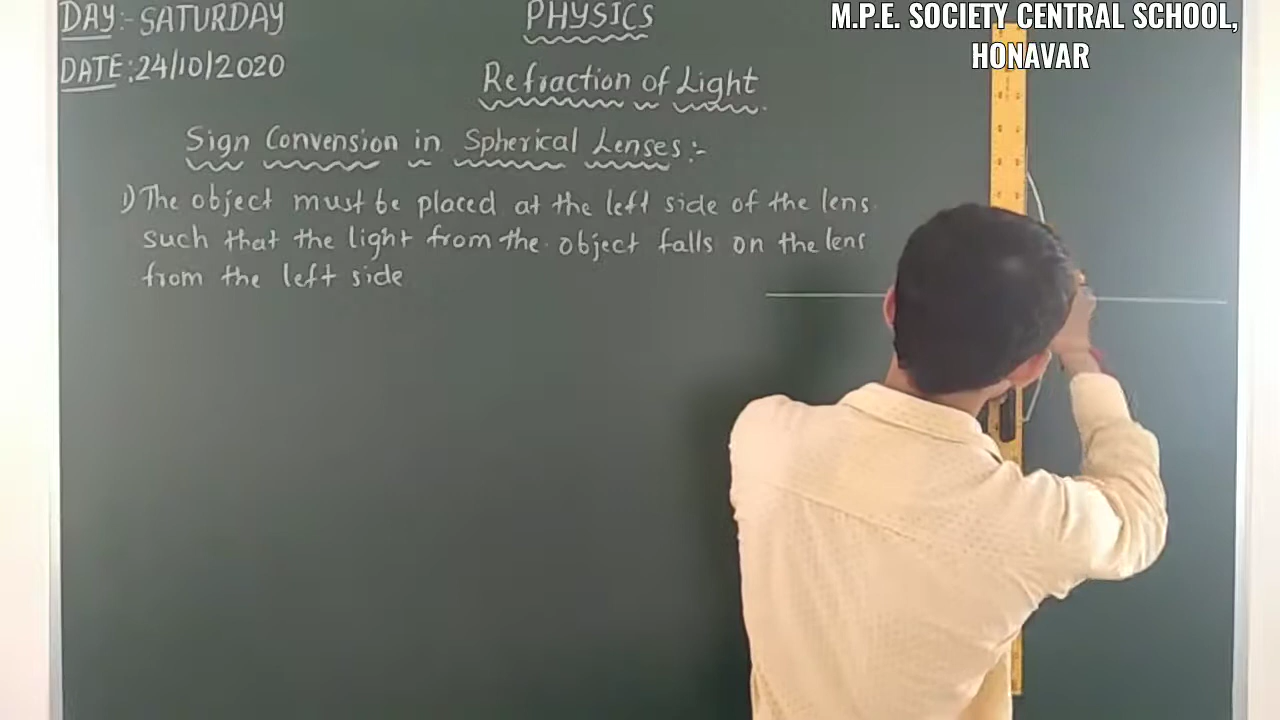 DAY:- SATURDAY
DATE:24/10/2020
PHYSICS
M.P.E. SOCIETY CENTRAL SCHOOL,
HONAVAR
Refraction of Light
Sign Convension in Spherical Lenses:-
1) The object must be placed at the left side of the lens
such that the light from the object falls on the lens
from the left side